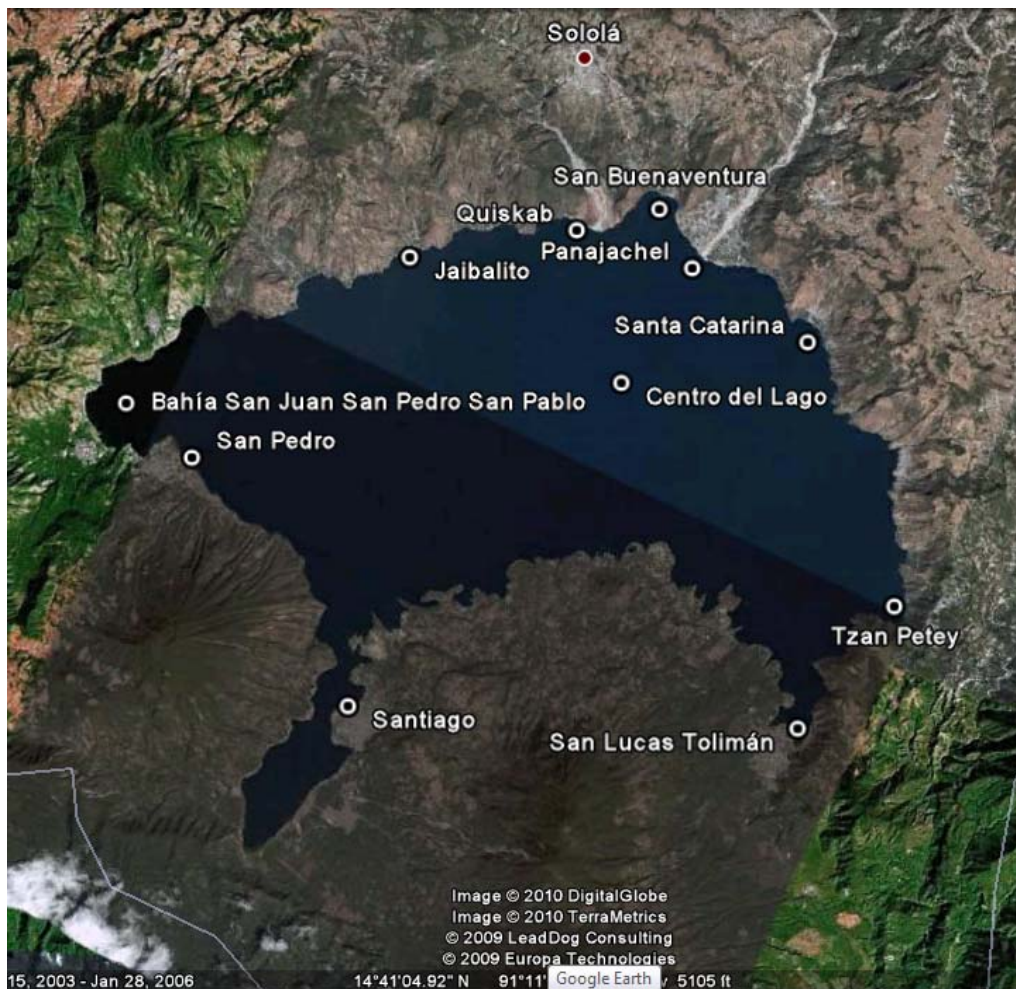 Sololá
San Buenaventura
Quiskab
Panajachel
Jaibalito
Santa Catarina
Centro del Lago
Bahía San Juan San Pedro San Pablo
San Pedro
Tzan Petey
Santiago
San Lucas Tolimán
Image © 2010 DigitalGlobe
Image © 2010 TerraMetrics
© 2009 LeadDog Consulting
© 2009 Europa Technologies
15, 2003 - Jan 28, 2006 14°41'04.92" N 91°11' Google Earth v 5105 ft